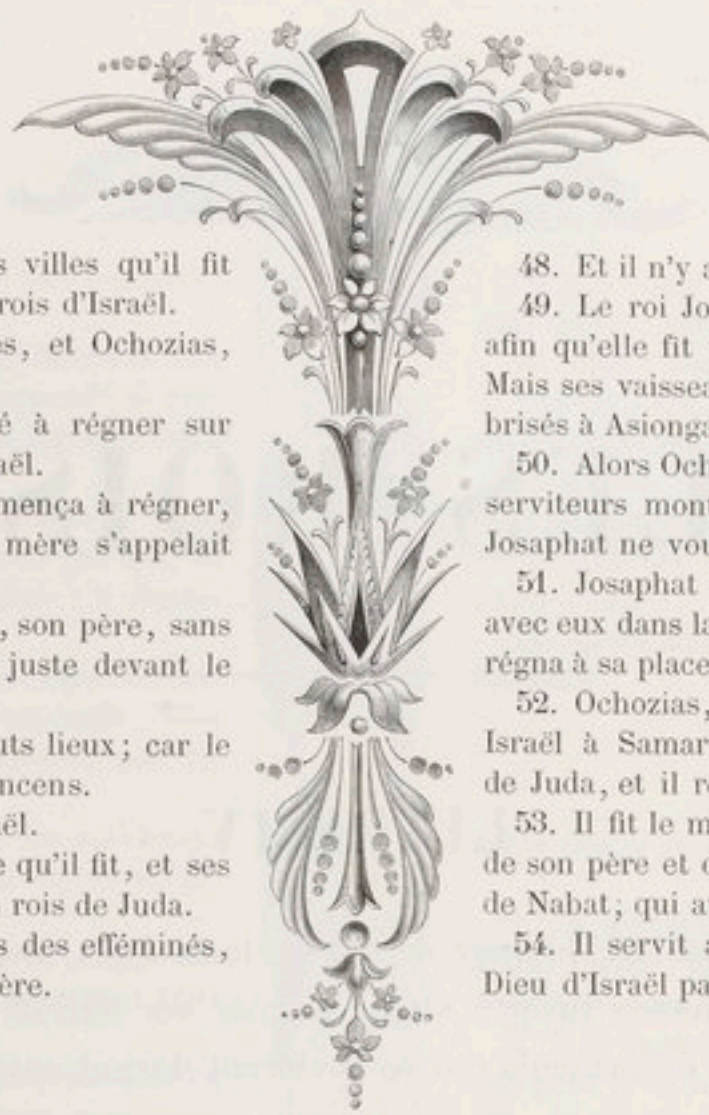 s villes qu'il fit
rois d'Israël.
es, et Ochozias,
é à régner sur
aël.
mença à régner,
mère s'appelait
, son père, sans
juste devant le
uts lieux; car le
ncens.
ël.
e qu'il fit, et ses
rois de Juda.
s des efféminés,
ère.
48. Et il n'y a
49. Le roi Jo
afin qu'elle fit
Mais ses vaissea
brisés à Asionga
50. Alors Och
serviteurs mont
Josaphat ne vou
51. Josaphat
avec eux dans la
régna à sa place
52. Ochozias,
Israël à Samar
de Juda, et il r
53. Il fit le m
de son père et d
de Nabat; qui a
54. Il servit a
Dieu d'Israël pa